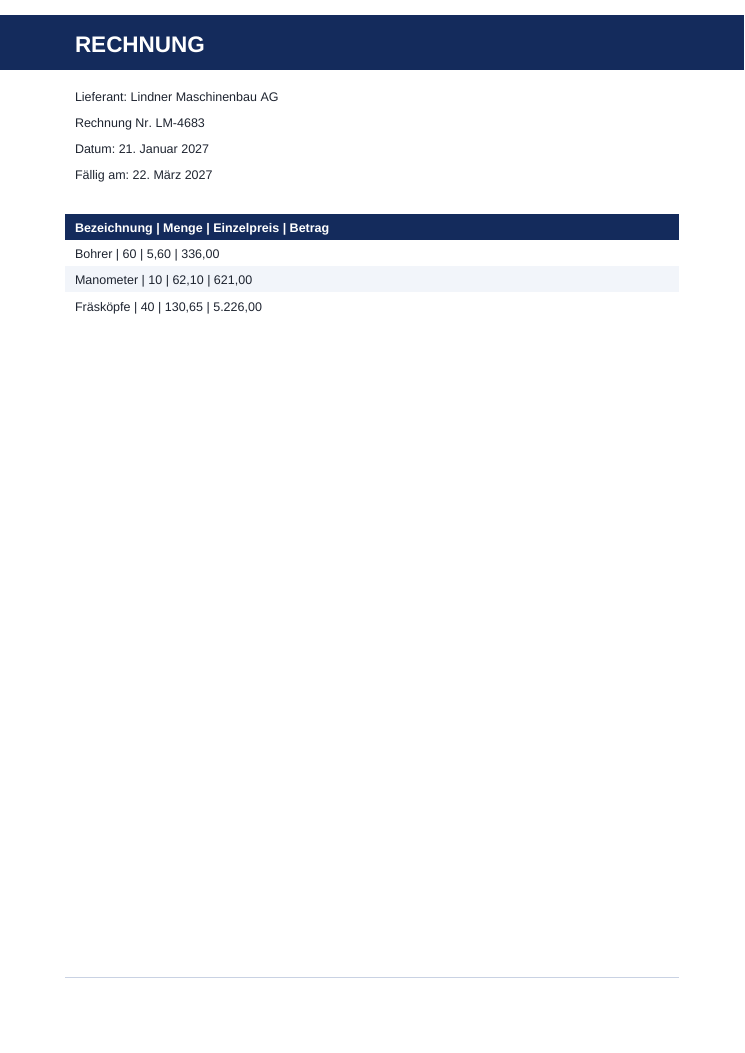 RECHNUNG
Lieferant: Lindner Maschinenbau AG
Rechnung Nr. LM-4683
Datum: 21. Januar 2027
Fällig am: 22. März 2027
Bezeichnung | Menge | Einzelpreis | Betrag
Bohrer | 60 | 5,60 | 336,00
Manometer | 10 | 62,10 | 621,00
Fräsköpfe | 40 | 130,65 | 5.226,00